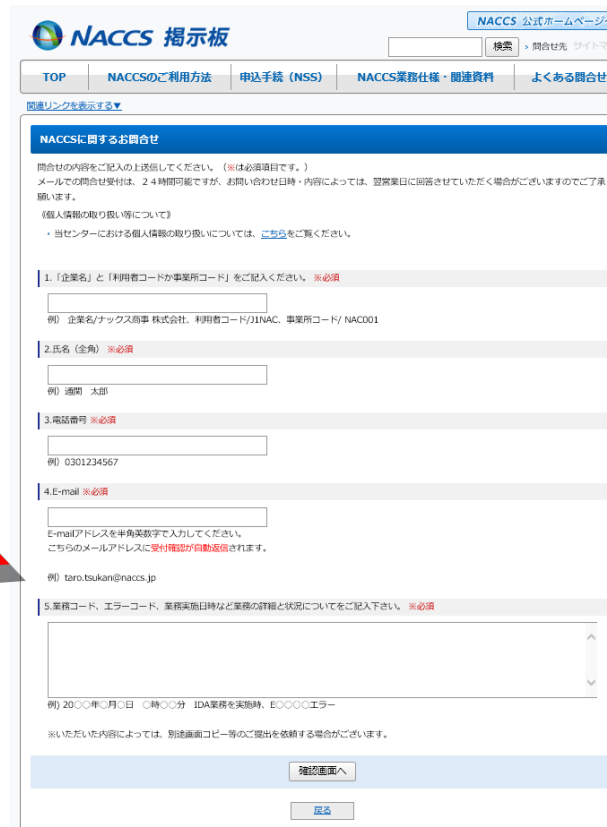 NACCS 公式ホームページへ
NACCS 掲示板
検索
問合せ先 サイトマ
TOP NACCSのご利用方法 申込手続（NSS） NACCS業務仕様・関連資料 よくある問合せ
関連リンクを表示する▼
NACCSに関するお問合せ
問合せの内容をご記入の上送信してください。（※は必須項目です。）
メールでの問合せ受付は、２４時間可能ですが、お問い合わせ日時・内容によっては、翌営業日に回答させていただく場合がございますのでご了承
願います。
《個人情報の取り扱い等について》
・当センターにおける個人情報の取り扱いについては、こちらをご覧ください。
1.「企業名」と「利用者コードか事業所コード」をご記入ください。 ※必須
例） 企業名/ナックス商事 株式会社、利用者コード/J1NAC、事業所コード/ NAC001
2.氏名（全角） ※必須
例）通関　太郎
3.電話番号 ※必須
例）0301234567
4.E-mail ※必須
E-mailアドレスを半角英数字で入力してください。
こちらのメールアドレスに受付確認が自動返信されます。
例）taro.tsukan@naccs.jp
5.業務コード、エラーコード、業務実施日時など業務の詳細と状況についてをご記入下さい。 ※必須
例) 20○○年○月○日　○時○○分　IDA業務を実施時、E○○○○エラー
※いただいた内容によっては、別途画面コピー等のご提出を依頼する場合がございます。
確認画面へ
戻る